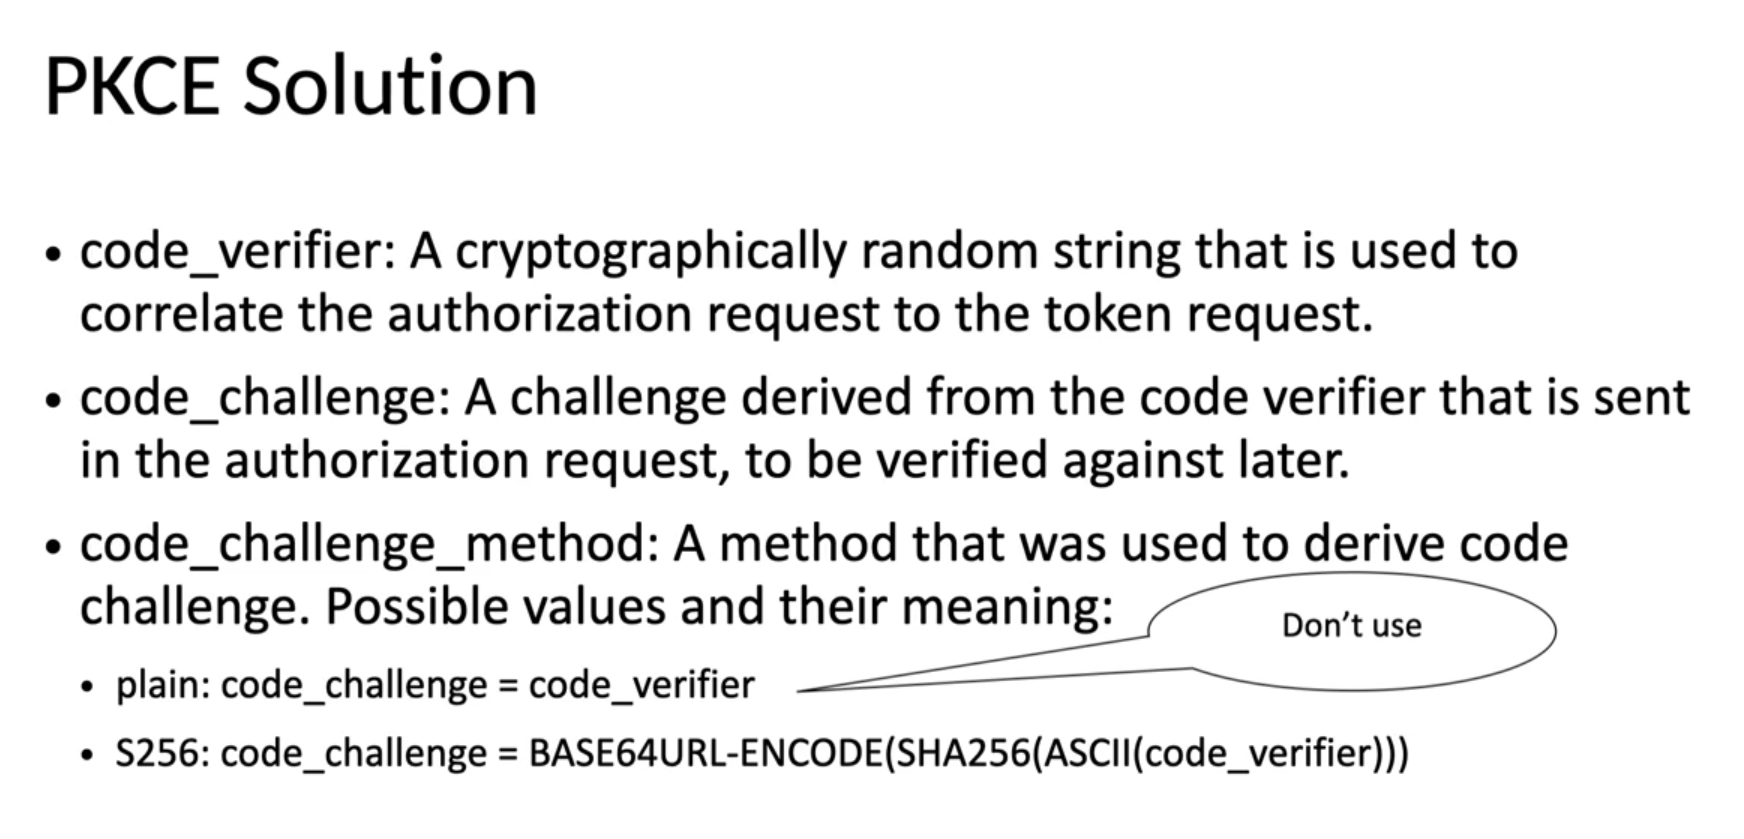 PKCE Solution
• code_verifier: A cryptographically random string that is used to
correlate the authorization request to the token request.
• code_challenge: A challenge derived from the code verifier that is sent
in the authorization request, to be verified against later.
• code_challenge_method: A method that was used to derive code
challenge. Possible values and their meaning:
Don’t use
• plain: code_challenge = code_verifier
• S256: code_challenge = BASE64URL-ENCODE(SHA256(ASCII(code_verifier)))